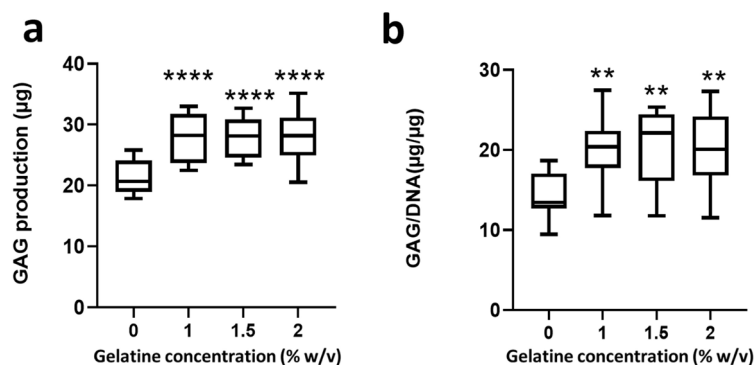 a
GAG production (µg)
40
30
20
10
0
****
****
****
0 1 1.5 2
Gelatine concentration (% w/v)
b
GAG/DNA(µg/µg)
30
20
10
0
**
**
**
0 1 1.5 2
Gelatine concentration (% w/v)